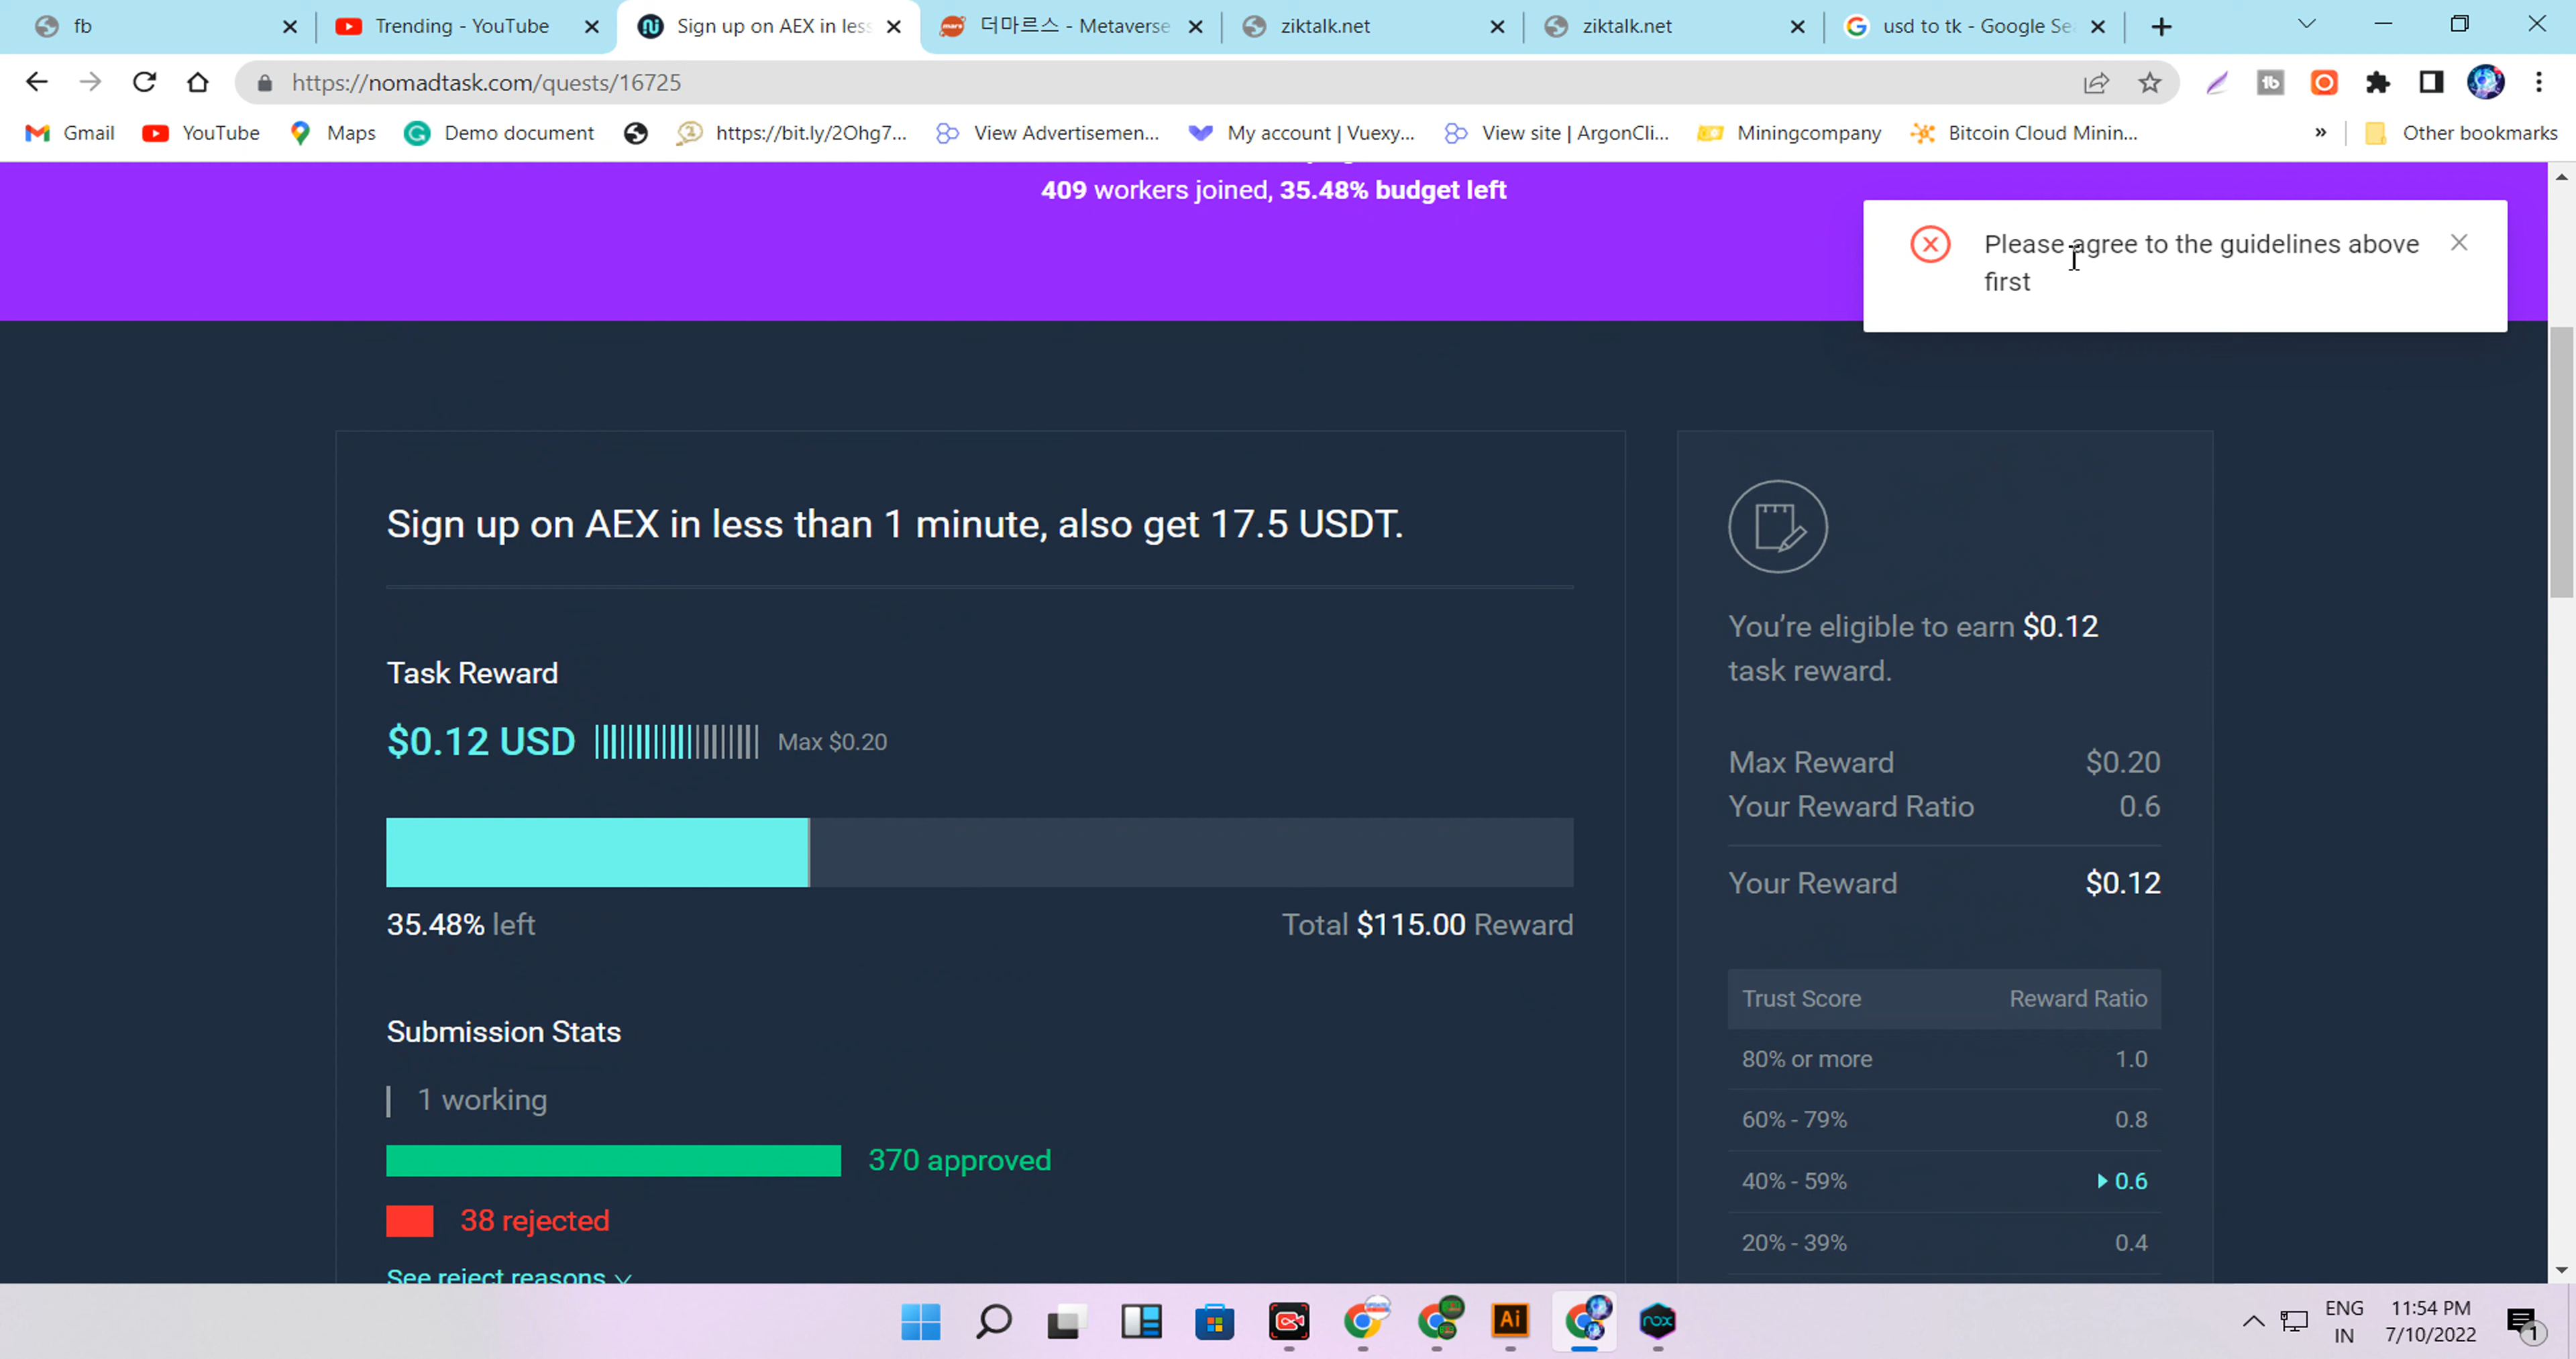 fb
Trending - YouTube
Sign up on AEX in less
더마르스 - Metaverse
ziktalk.net
ziktalk.net
usd to tk - Google Sea
https://nomadtask.com/quests/16725
Gmail
YouTube
Maps
Demo document
https://bit.ly/2Ohg7...
View Advertisemen...
My account | Vuexy...
View site | ArgonCli...
Miningcompany
Bitcoin Cloud Minin...
»
Other bookmarks
409 workers joined, 35.48% budget left
Please agree to the guidelines above
first
Sign up on AEX in less than 1 minute, also get 17.5 USDT.
Task Reward
$0.12 USD
Max $0.20
35.48% left
Total $115.00 Reward
Submission Stats
1 working
370 approved
38 rejected
See reject reasons
You're eligible to earn $0.12
task reward.
Max Reward $0.20
Your Reward Ratio 0.6
Your Reward $0.12
Trust Score Reward Ratio
80% or more 1.0
60% - 79% 0.8
40% - 59% 0.6
20% - 39% 0.4
Ai
nox
ENG
IN
11:54 PM
7/10/2022
1